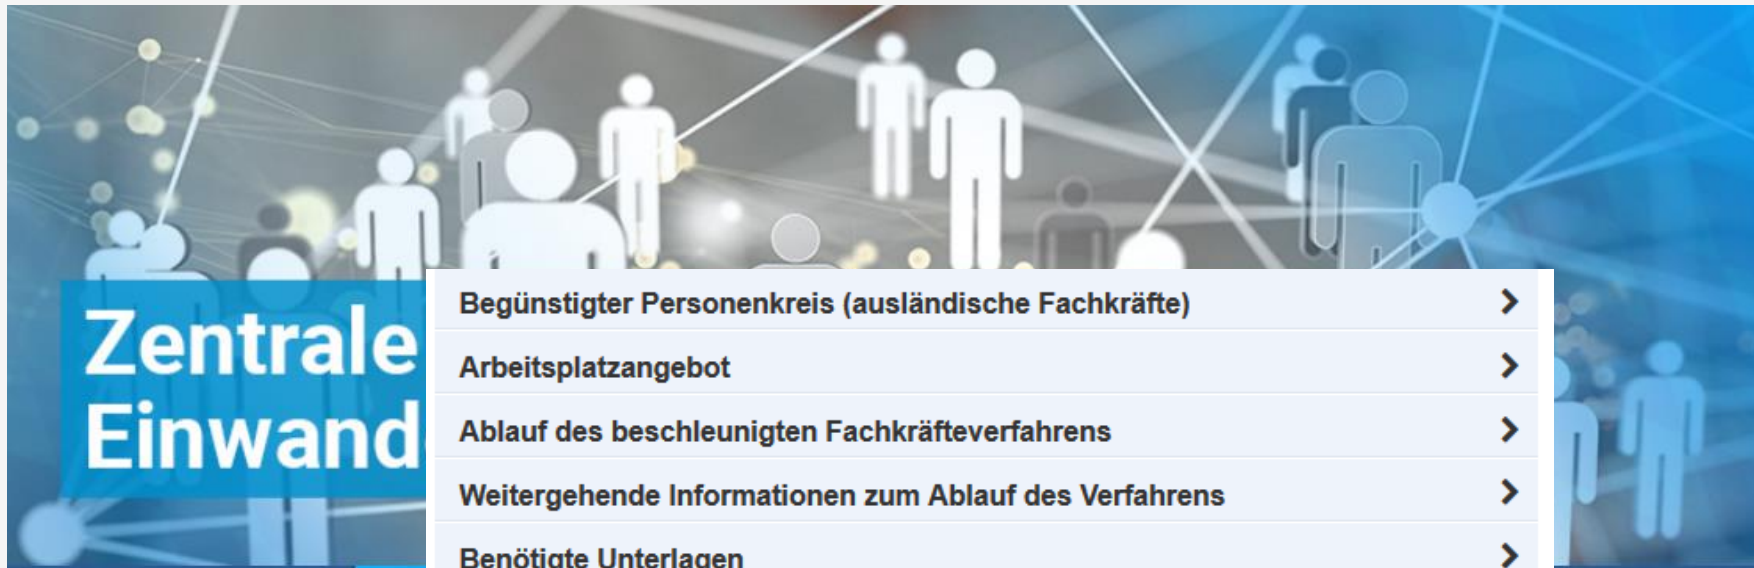 Zentrale
Einwand
Begünstigter Personenkreis (ausländische Fachkräfte)
Arbeitsplatzangebot
Ablauf des beschleunigten Fachkräfteverfahrens
Weitergehende Informationen zum Ablauf des Verfahrens
Benötigte Unterlagen